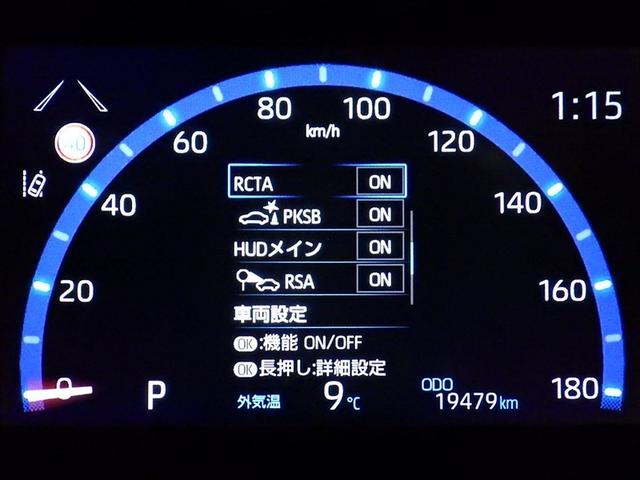 80
100
1:15
km/h
60
120
40
RCTA ON
40
140
PKSB ON
HUDメイン ON
RSA ON
20
160
車両設定
OK:機能 ON/OFF
OK長押し:詳細設定
0
P
外気温
9°C
ODO
19479km
180